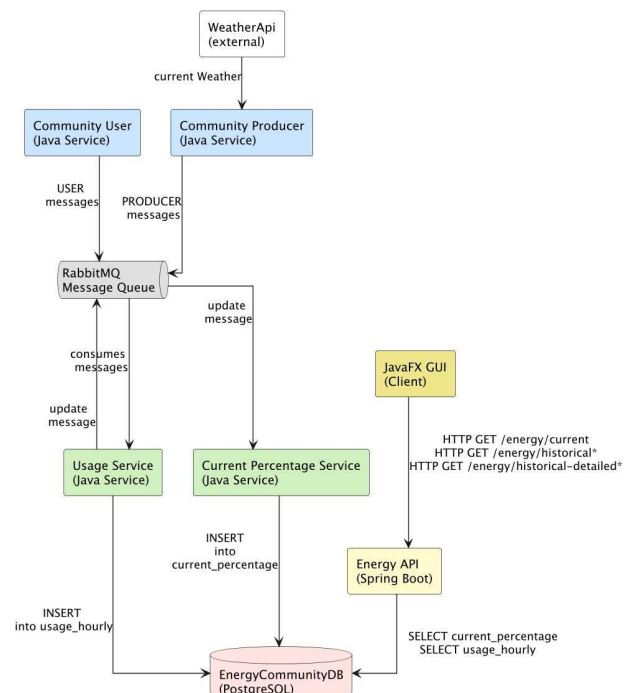 WeatherApi
(external)
current Weather
Community User
(Java Service)
Community Producer
(Java Service)
USER
messages
PRODUCER
messages
RabbitMQ
Message Queue
update
message
consumes
messages
update
message
JavaFX GUI
(Client)
HTTP GET /energy/current
HTTP GET /energy/historical*
HTTP GET /energy/historical-detailed*
Usage Service
(Java Service)
Current Percentage Service
(Java Service)
INSERT
into
current_percentage
Energy API
(Spring Boot)
INSERT
into usage_hourly
SELECT current_percentage
SELECT usage_hourly
EnergyCommunityDB
(PostgreSQL)